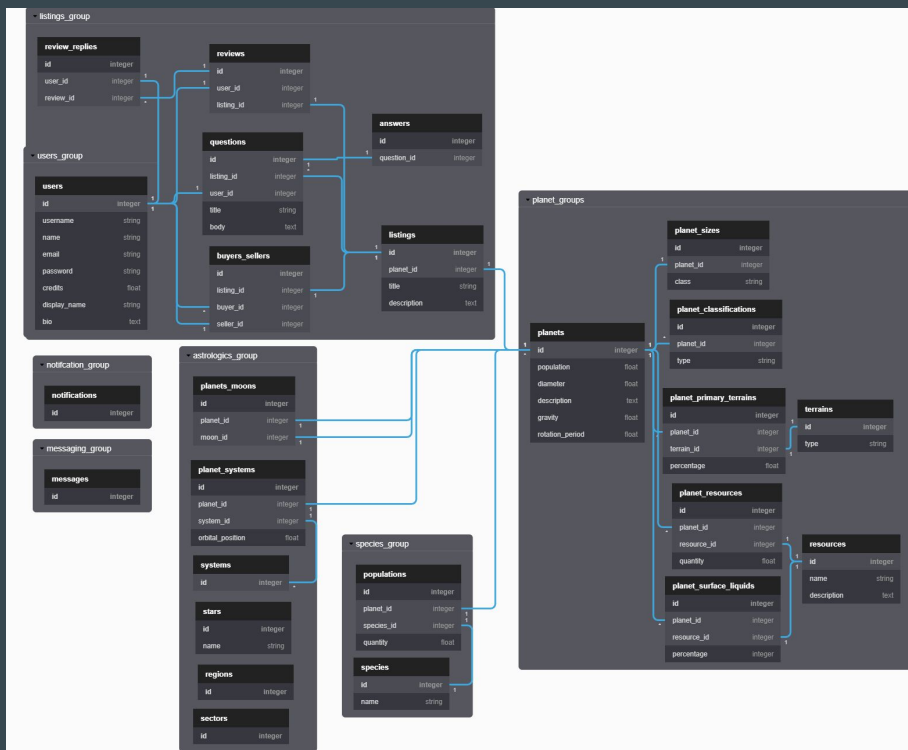 listings_group
review_replies
id integer
user_id integer
review_id integer
reviews
id integer
user_id integer
listing_id integer
questions
id integer
listing_id integer
user_id integer
title string
body text
answers
id integer
question_id integer
users_group
users
id integer
username string
name string
email string
password string
credits float
display_name string
bio text
buyers_sellers
id integer
listing_id integer
buyer_id integer
seller_id integer
listings
id integer
planet_id integer
title string
description text
notifcation_group
notifications
id integer
messaging_group
messages
id integer
astrologics_group
planets_moons
id integer
planet_id integer
moon_id integer
planet_systems
id integer
planet_id integer
system_id integer
orbital_position float
systems
id integer
stars
id integer
name string
regions
id integer
sectors
id integer
species_group
populations
id integer
planet_id integer
species_id integer
quantity float
species
id integer
name string
planet_groups
planets
id integer
population float
diameter float
description text
gravity float
rotation_period float
planet_sizes
id integer
planet_id integer
class string
planet_classifications
id integer
planet_id integer
type string
planet_primary_terrains
id integer
planet_id integer
terrain_id integer
percentage float
terrains
id integer
type string
planet_resources
id integer
planet_id integer
resource_id integer
quantity float
resources
id integer
name string
description text
planet_surface_liquids
id integer
planet_id integer
resource_id integer
percentage integer